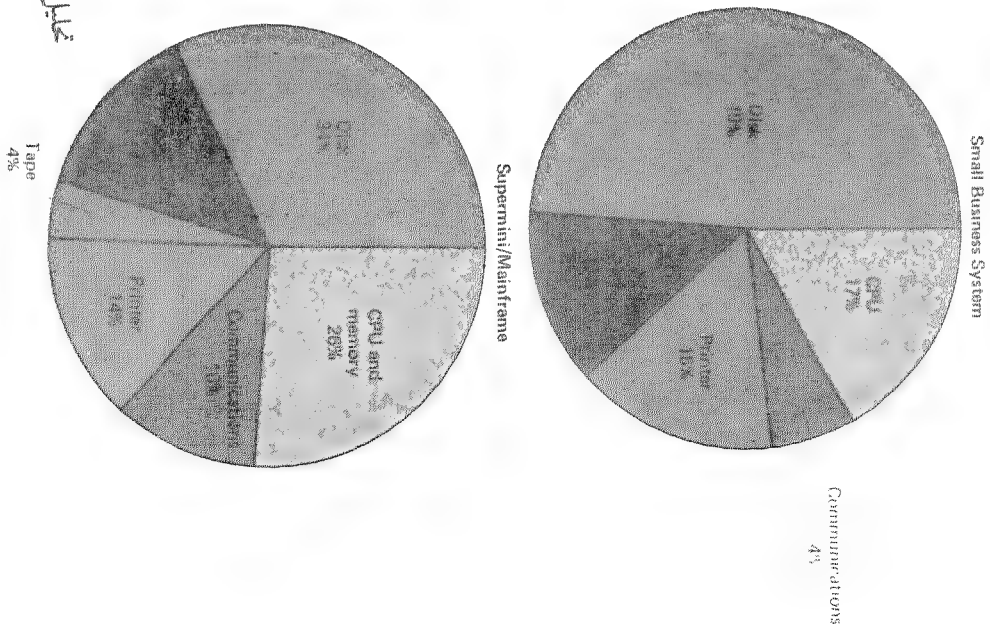 Small Business System
CPU
17%
Communications
Printer
Disk
Supermini/Mainframe
CPU and
memory
26%
Communications
10%
Printer
14%
Tape
4%
Disk